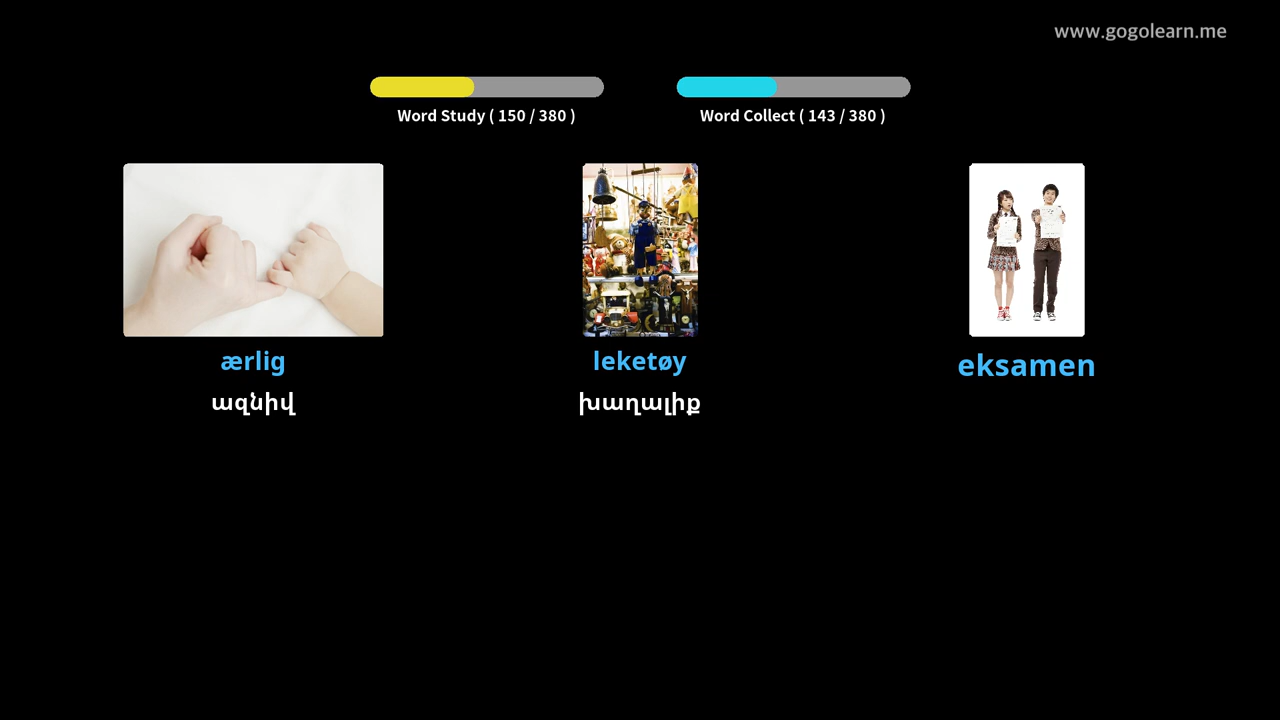 www.gogolearn.me
Word Study ( 150 / 380 )
Word Collect ( 143 / 380 )
ærlig
ազնիվ
leketøy
խաղալիք
eksamen